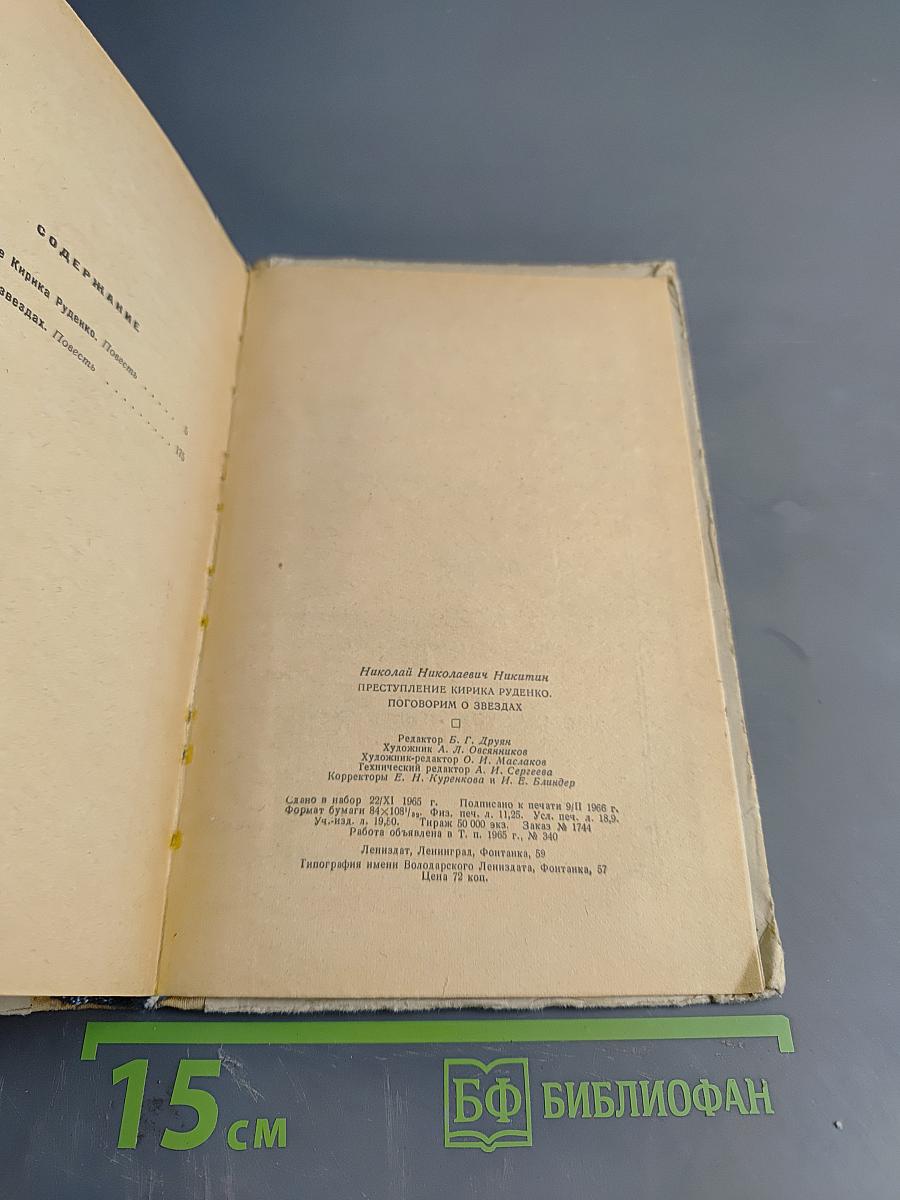 СОДЕРЖАНИЕ
е Кирика Руденко. Повесть . . . . . 5
звездах. Повесть . . . . . . . . . 175
Николай Николаевич Никитин
ПРЕСТУПЛЕНИЕ КИРИКА РУДЕНКО.
ПОГОВОРИМ О ЗВЕЗДАХ
Редактор Б. Г. Друян
Художник А. Л. Овсянников
Художник-редактор О. И. Маслаков
Технический редактор А. И. Сергеева
Корректоры Е. Н. Куренкова и И. Е. Блиндер
Сдано в набор 22/XI 1965 г. Подписано к печати 9/II 1966 г.
Формат бумаги 84×108¹/₃₂. Физ. печ. л. 11,25. Усл. печ. л. 18,9.
Уч.-изд. л. 19,50. Тираж 50 000 экз. Заказ № 1744
Работа объявлена в Т. п. 1965 г., № 340
Лениздат, Ленинград, Фонтанка, 59
Типография имени Володарского Лениздата, Фонтанка, 57
Цена 72 коп.
15 см
БФ БИБЛИОФАН